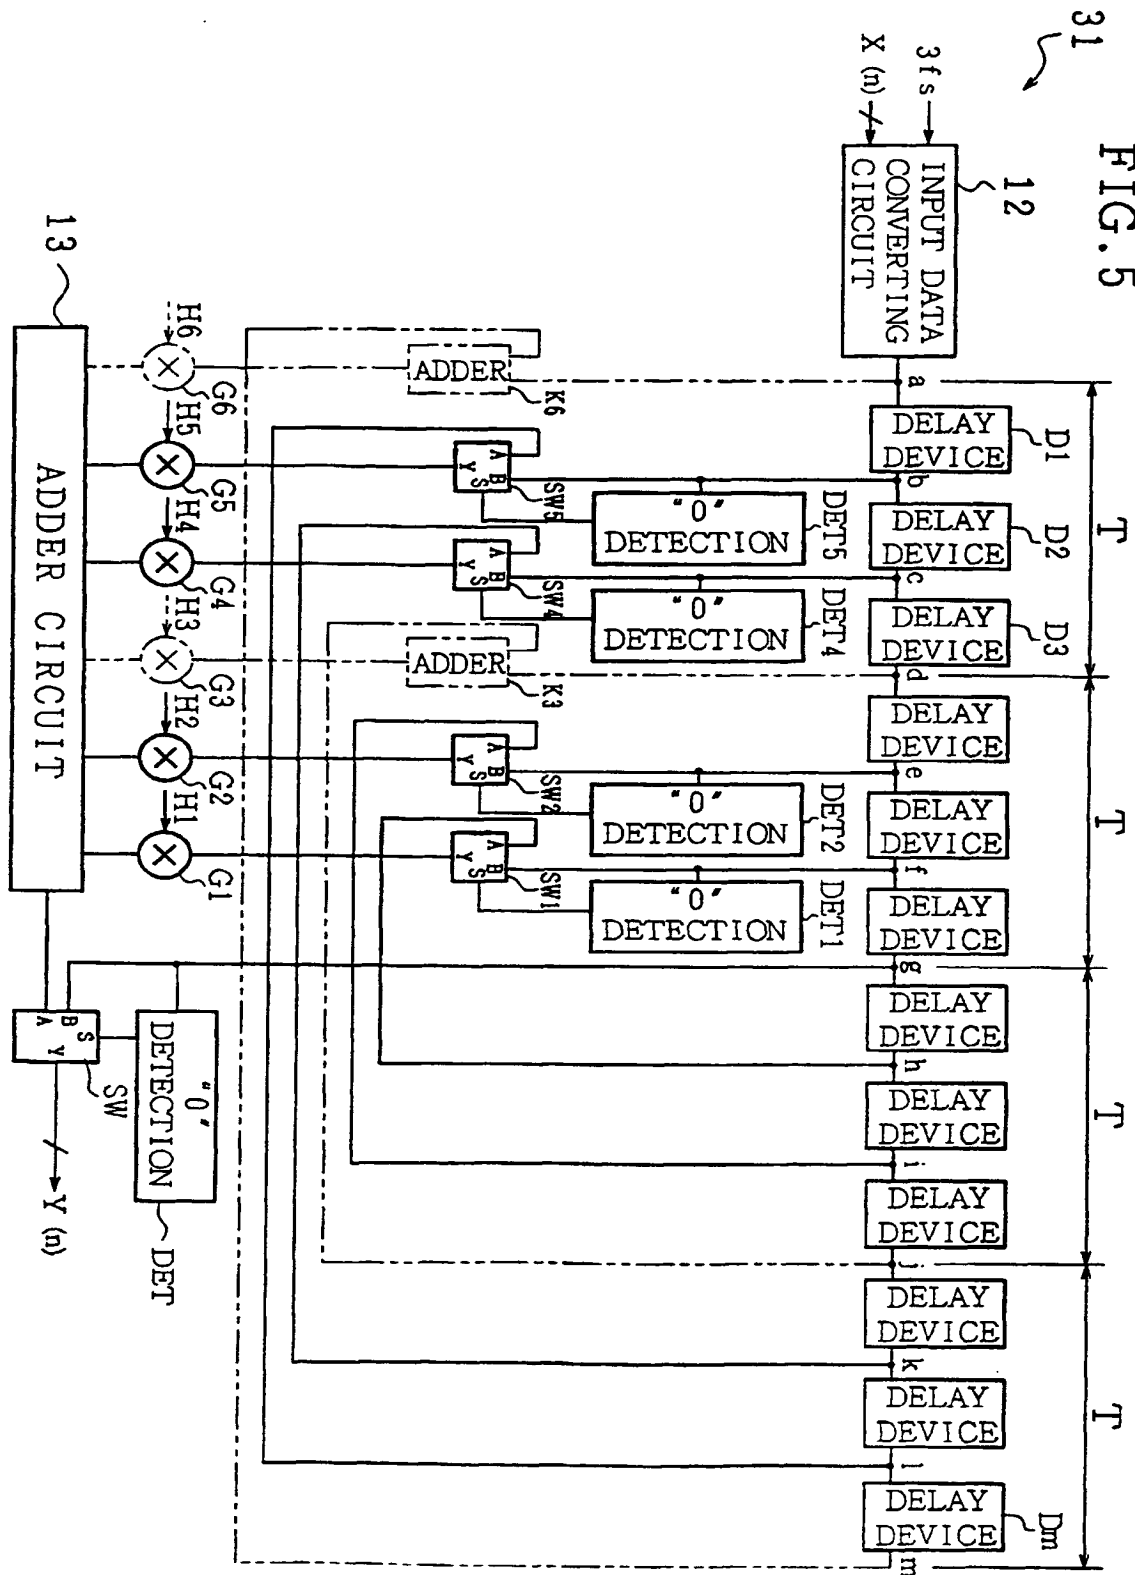 FIG.5
31
3fs
X(n)
INPUT DATA
CONVERTING
CIRCUIT
12
T
T
T
T
a
DELAY
DEVICE
D1
b
DELAY
DEVICE
D2
c
DELAY
DEVICE
D3
d
DELAY
DEVICE
e
DELAY
DEVICE
f
DELAY
DEVICE
g
DELAY
DEVICE
h
DELAY
DEVICE
i
DELAY
DEVICE
j
DELAY
DEVICE
k
DELAY
DEVICE
l
DELAY
DEVICE
Dm
m
"0"
DETECTION
DET5
"0"
DETECTION
DET4
"0"
DETECTION
DET2
"0"
DETECTION
DET1
ADDER
K6
A B
Y S
SW5
A B
Y S
SW4
ADDER
K3
A B
Y S
SW2
A B
Y S
SW1
H6
G6
H5
G5
H4
G4
H3
G3
H2
G2
H1
G1
13
ADDER CIRCUIT
"0"
DETECTION
DET
B S
A Y
SW
Y(n)